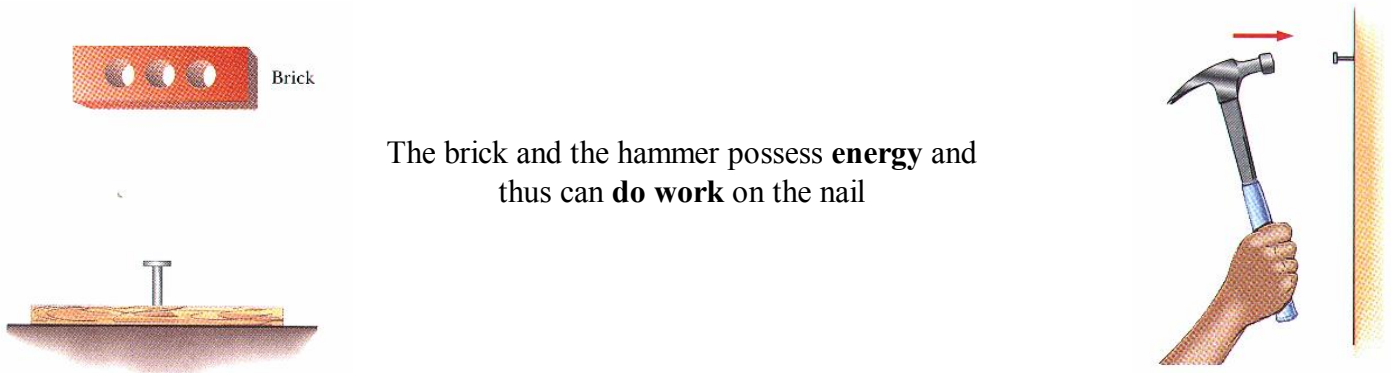 Brick
The brick and the hammer possess energy and
thus can do work on the nail